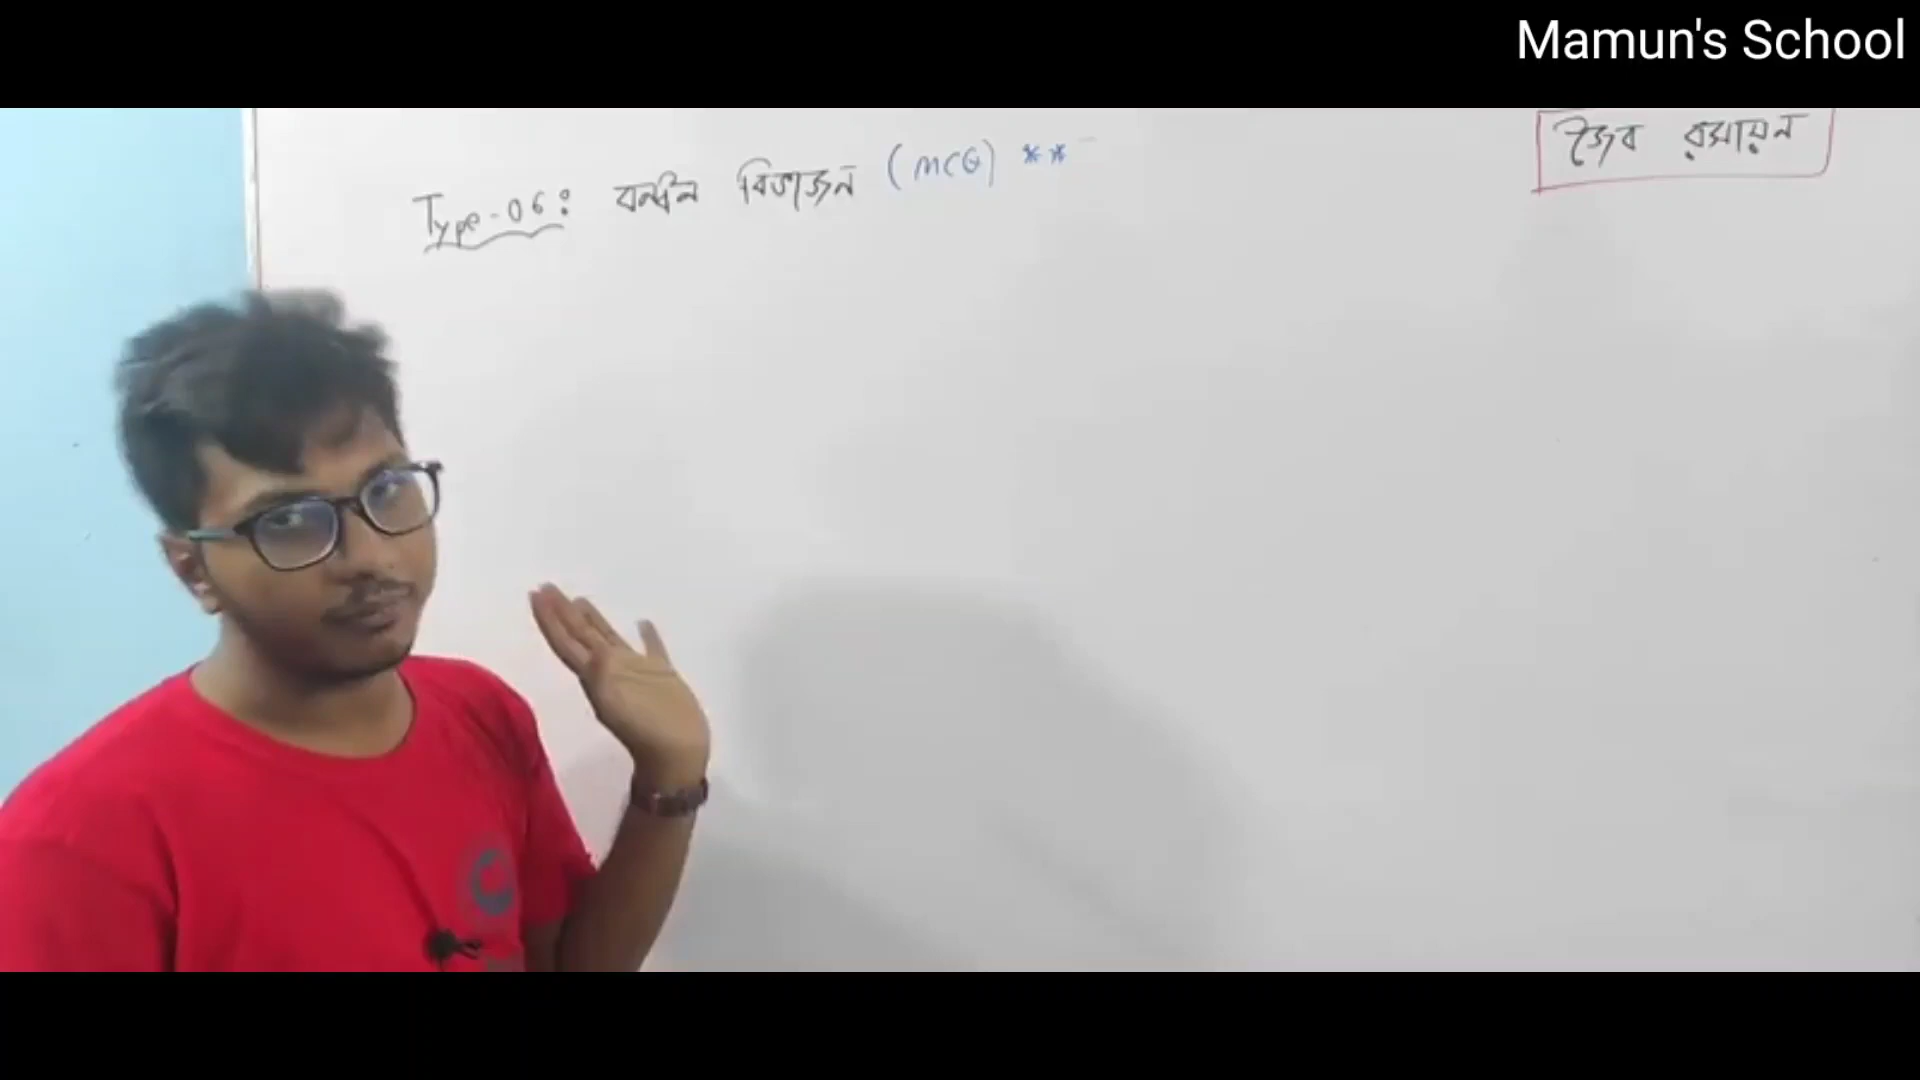 Mamun's School
জৈব রসায়ন
Type-06: বন্ধন বিভাজন (MCQ) **